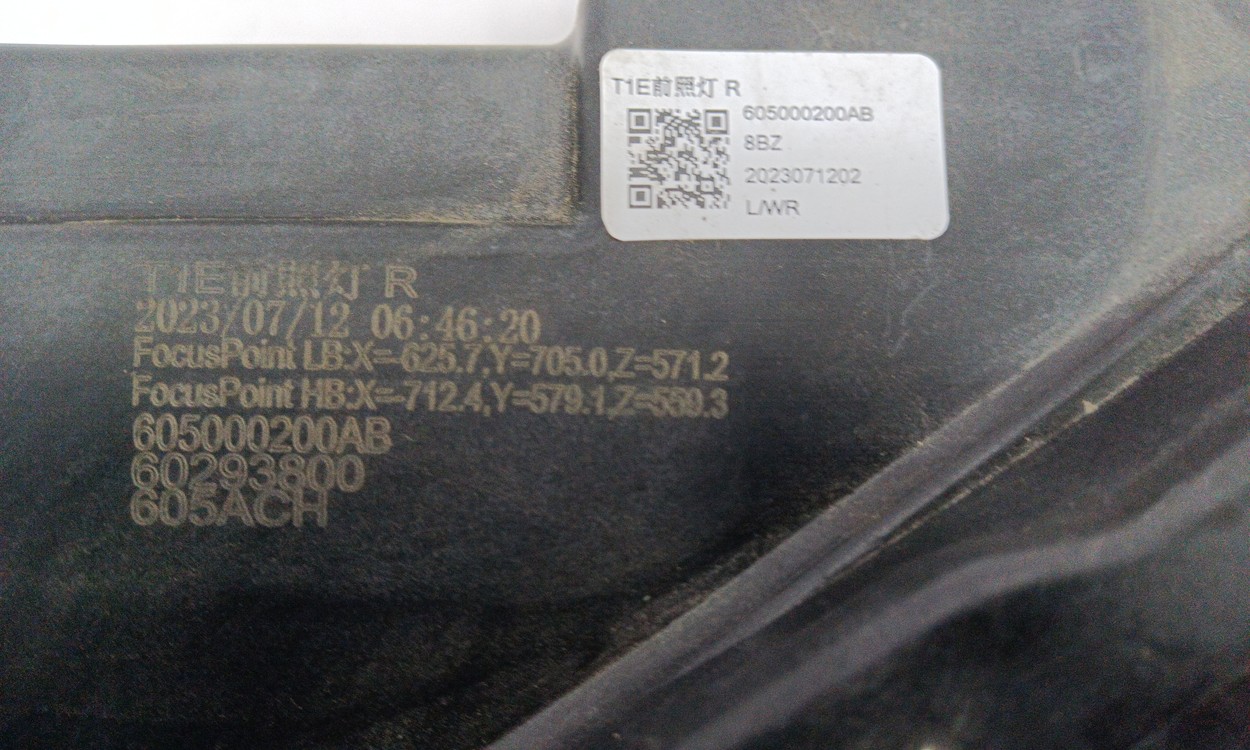 T1E前照灯 R
605000200AB
8BZ
2023071202
L/WR
T1E前照灯 R
2023/07/12 06:46:20
FocusPoint LB:X=-625.7,Y=705.0,Z=571.2
FocusPoint HB:X=-712.4,Y=579.1,Z=559.3
605000200AB
60293800
605ACH